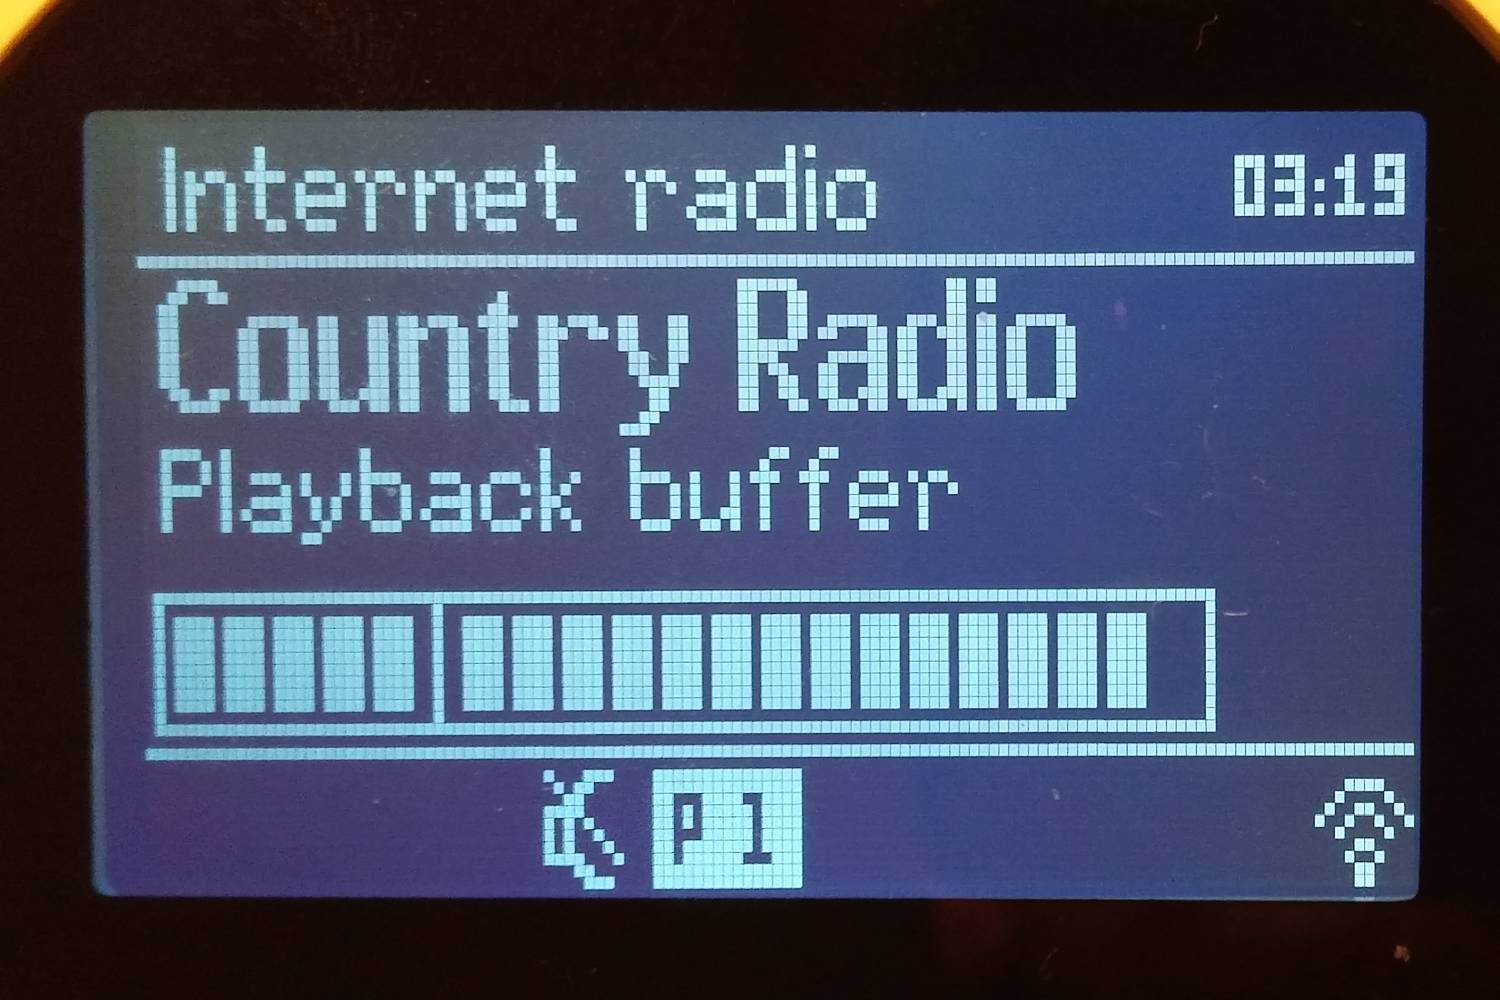 Internet radio 03:19
Country Radio
Playback buffer
P 1